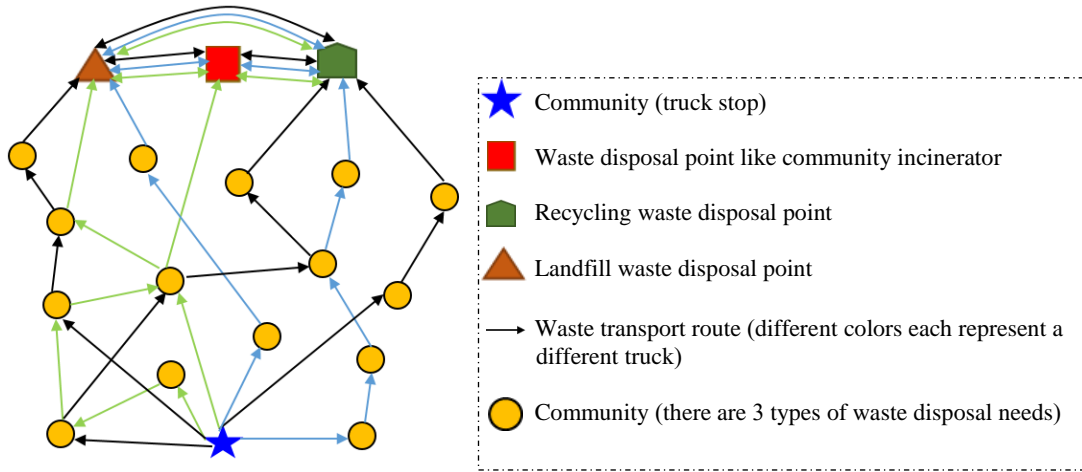 Community (truck stop)
Waste disposal point like community incinerator
Recycling waste disposal point
Landfill waste disposal point
Waste transport route (different colors each represent a
different truck)
Community (there are 3 types of waste disposal needs)